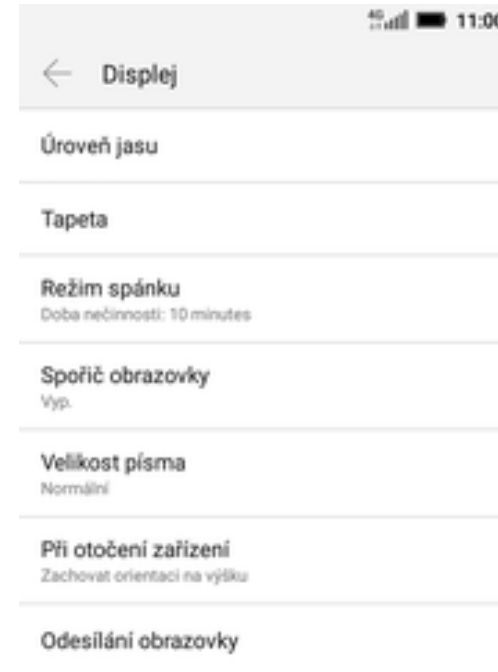 4G 11:00
Displej
Úroveň jasu
Tapeta
Režim spánku
Doba nečinnosti: 10 minutes
Spořič obrazovky
Vyp.
Velikost písma
Normální
Při otočení zařízení
Zachovat orientaci na výšku
Odesílání obrazovky